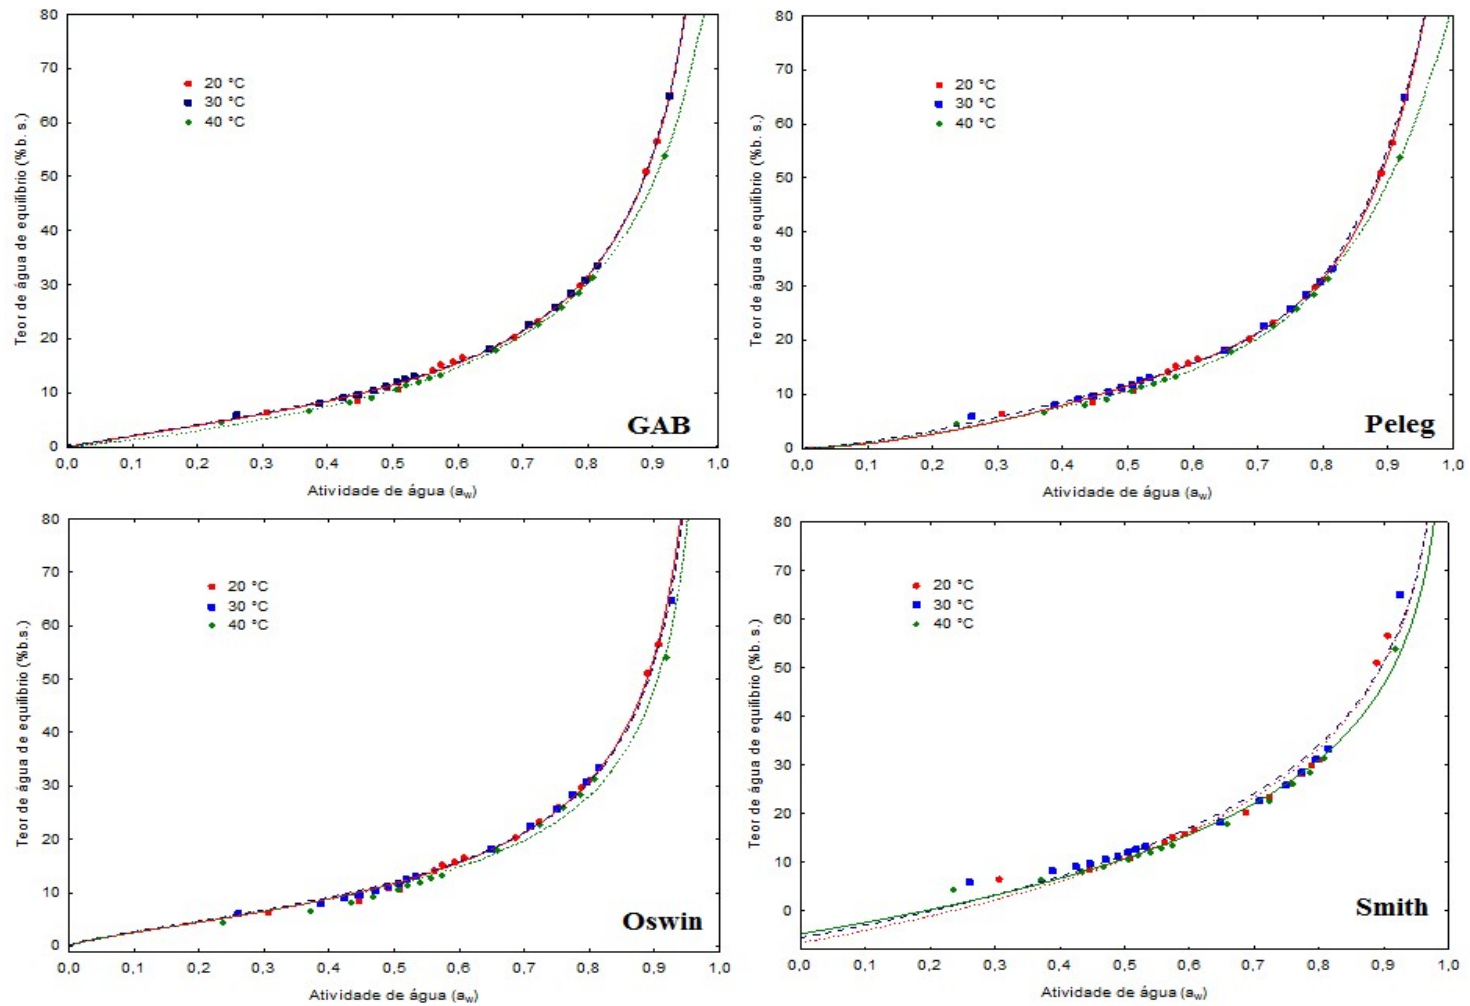 80
70
60
50
40
30
20
10
0
Teor de água de equilíbrio (%b. s.)
20 °C
30 °C
40 °C
GAB
0,0 0,1 0,2 0,3 0,4 0,5 0,6 0,7 0,8 0,9 1,0
Atividade de água (aw)
80
70
60
50
40
30
20
10
0
Teor de água de equilíbrio (%b. s.)
20 °C
30 °C
40 °C
Peleg
0,0 0,1 0,2 0,3 0,4 0,5 0,6 0,7 0,8 0,9 1,0
Atividade de água (aw)
80
70
60
50
40
30
20
10
0
Teor de água de equilíbrio (%b.s.)
20 °C
30 °C
40 °C
Oswin
0,0 0,1 0,2 0,3 0,4 0,5 0,6 0,7 0,8 0,9 1,0
Atividade de água (aw)
80
70
60
50
40
30
20
10
0
Teor de água de equilíbrio (%b. s.)
20 °C
30 °C
40 °C
Smith
0,0 0,1 0,2 0,3 0,4 0,5 0,6 0,7 0,8 0,9 1,0
Atividade de água (aw)